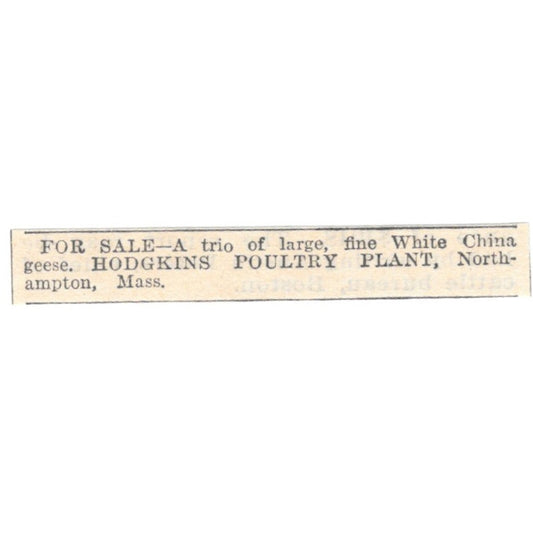 FOR SALE—A trio of large, fine White China
geese. HODGKINS POULTRY PLANT, North-
ampton, Mass.